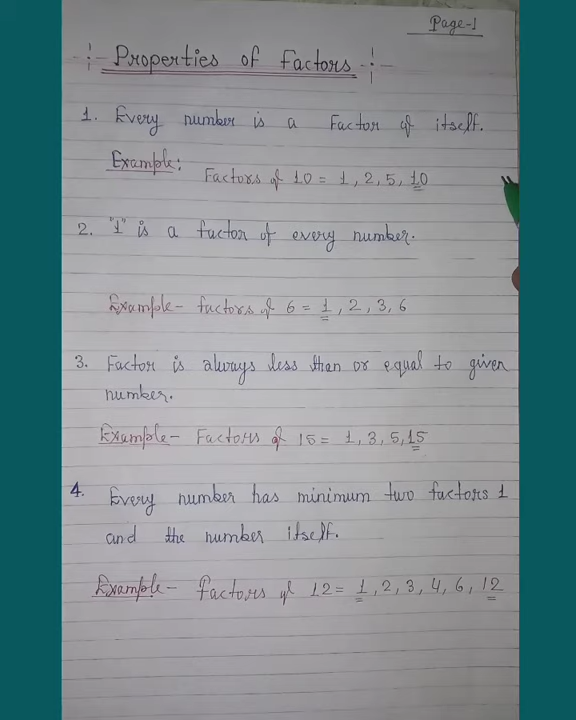 Page-1
Properties of Factors
1. Every number is a Factor of itself.
Example: Factors of 10 = 1, 2, 5, 10
2. "1" is a factor of every number.
Example- factors of 6 = 1, 2, 3, 6
3. Factor is always less than or equal to given
number.
Example- Factors of 15 = 1, 3, 5, 15
4. Every number has minimum two factors 1
and the number itself.
Example- factors of 12 = 1, 2, 3, 4, 6, 12